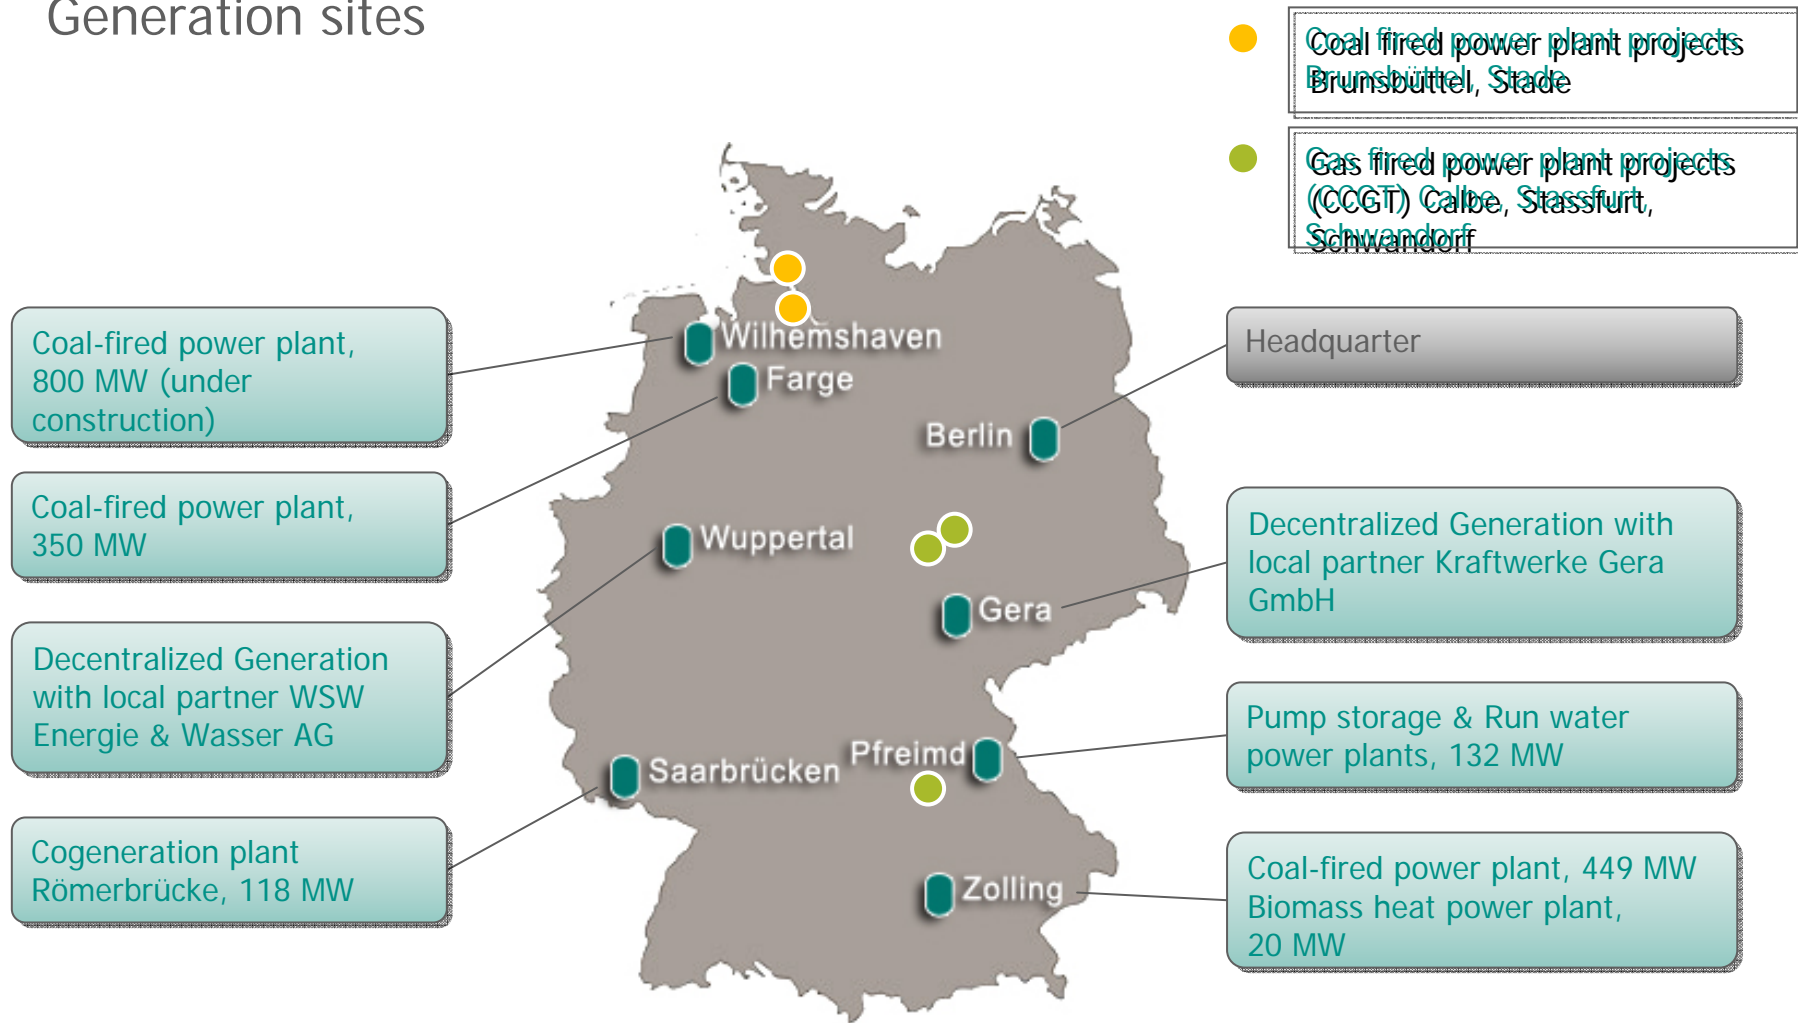 Generation sites
Coal fired power plant projects
Brunsbüttel, Stade
Gas fired power plant projects
(CCGT) Calbe, Stassfurt,
Schwandorf
Coal-fired power plant,
800 MW (under
construction)
Coal-fired power plant,
350 MW
Decentralized Generation
with local partner WSW
Energie & Wasser AG
Cogeneration plant
Römerbrücke, 118 MW
Wilhemshaven
Farge
Berlin
Wuppertal
Gera
Pfreimd
Saarbrücken
Zolling
Headquarter
Decentralized Generation with
local partner Kraftwerke Gera
GmbH
Pump storage & Run water
power plants, 132 MW
Coal-fired power plant, 449 MW
Biomass heat power plant,
20 MW